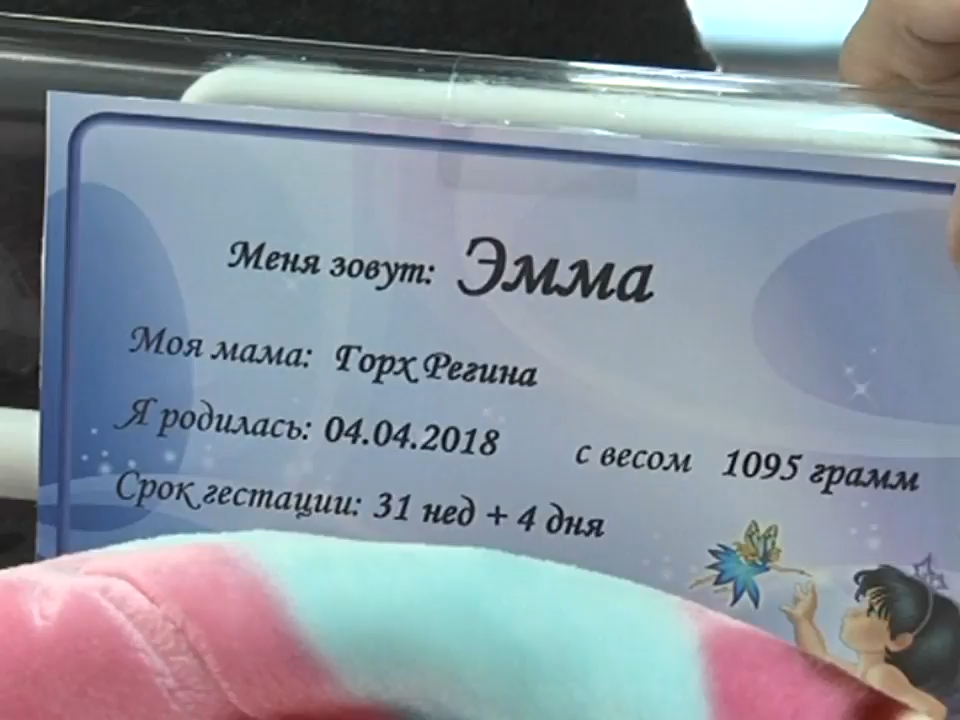 Меня зовут: Эмма
Моя мама: Горх Регина
Я родилась: 04.04.2018 с весом 1095 грамм
Срок гестации: 31 нед + 4 дня